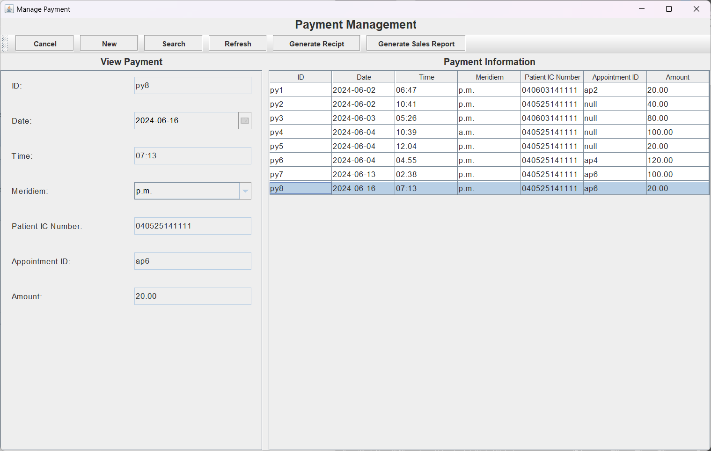 Manage Payment
Payment Management
Cancel New Search Refresh Generate Recipt Generate Sales Report
View Payment
ID: py8
Date: 2024-06-16
Time: 07:13
Meridiem: p.m.
Patient IC Number: 040525141111
Appointment ID: ap6
Amount: 20.00
Payment Information
ID Date Time Meridiem Patient IC Number Appointment ID Amount
py1 2024-06-02 06:47 p.m. 040603141111 ap2 20.00
py2 2024-06-02 10:41 p.m. 040525141111 null 40.00
py3 2024-06-03 05:26 p.m. 040603141111 null 80.00
py4 2024-06-04 10:39 a.m. 040525141111 null 100.00
py5 2024-06-04 12:04 p.m. 040525141111 null 20.00
py6 2024-06-04 04:55 p.m. 040525141111 ap4 120.00
py7 2024-06-13 02:38 p.m. 040525141111 ap6 100.00
py8 2024-06-16 07:13 p.m. 040525141111 ap6 20.00